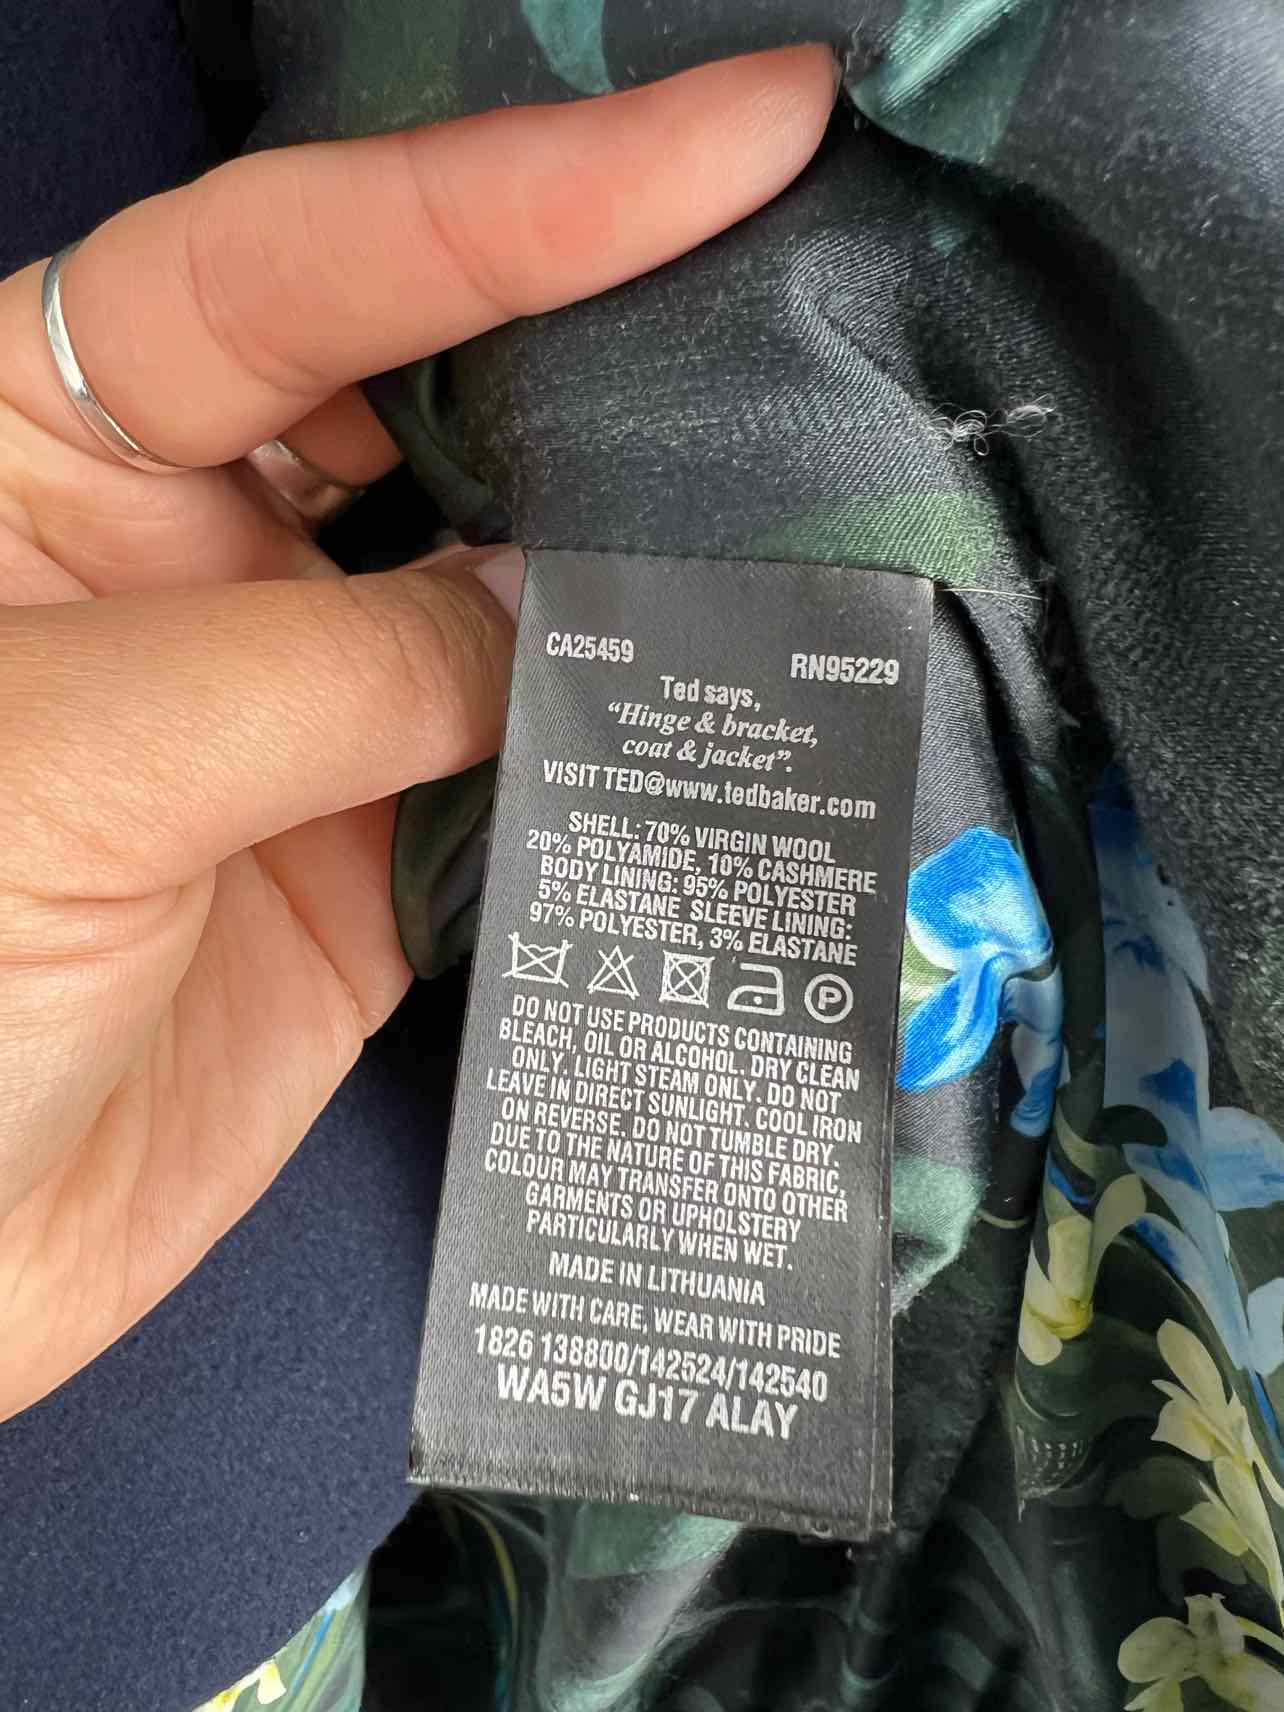 CA25459 RN95229
Ted says,
“Hinge & bracket,
coat & jacket”.
VISIT TED@www.tedbaker.com
SHELL: 70% VIRGIN WOOL
20% POLYAMIDE, 10% CASHMERE
BODY LINING: 95% POLYESTER
5% ELASTANE SLEEVE LINING:
97% POLYESTER, 3% ELASTANE
P
DO NOT USE PRODUCTS CONTAINING
BLEACH, OIL OR ALCOHOL. DRY CLEAN
ONLY. LIGHT STEAM ONLY. DO NOT
LEAVE IN DIRECT SUNLIGHT. COOL IRON
ON REVERSE. DO NOT TUMBLE DRY.
DUE TO THE NATURE OF THIS FABRIC,
COLOUR MAY TRANSFER ONTO OTHER
GARMENTS OR UPHOLSTERY
PARTICULARLY WHEN WET.
MADE IN LITHUANIA
MADE WITH CARE, WEAR WITH PRIDE
1826 138800/142524/142540
WA5W GJ17 ALAY